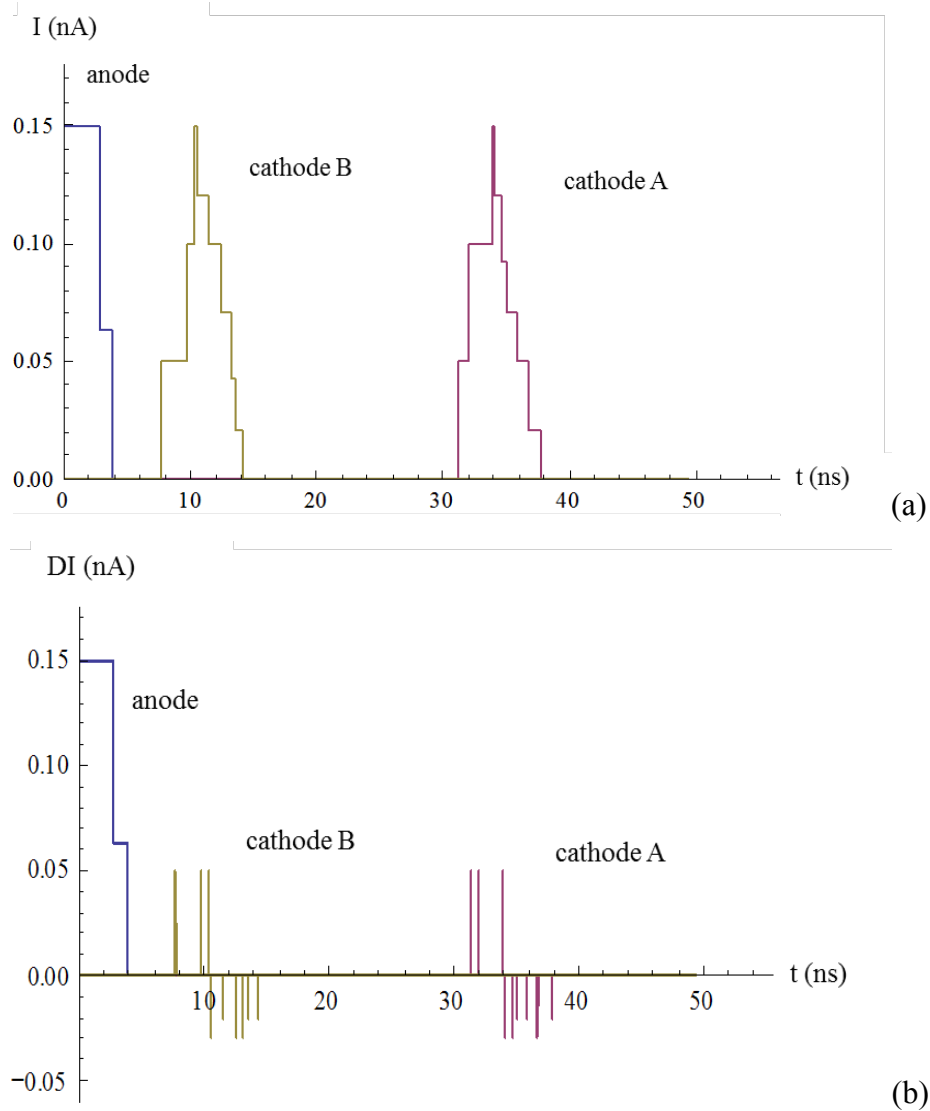 I (nA)
anode
0.15
cathode B
cathode A
0.10
0.05
0.00
0 10 20 30 40 50 t (ns)
(a)
DI (nA)
0.15
anode
0.10
cathode B
cathode A
0.05
0.00
10 20 30 40 50 t (ns)
−0.05
(b)